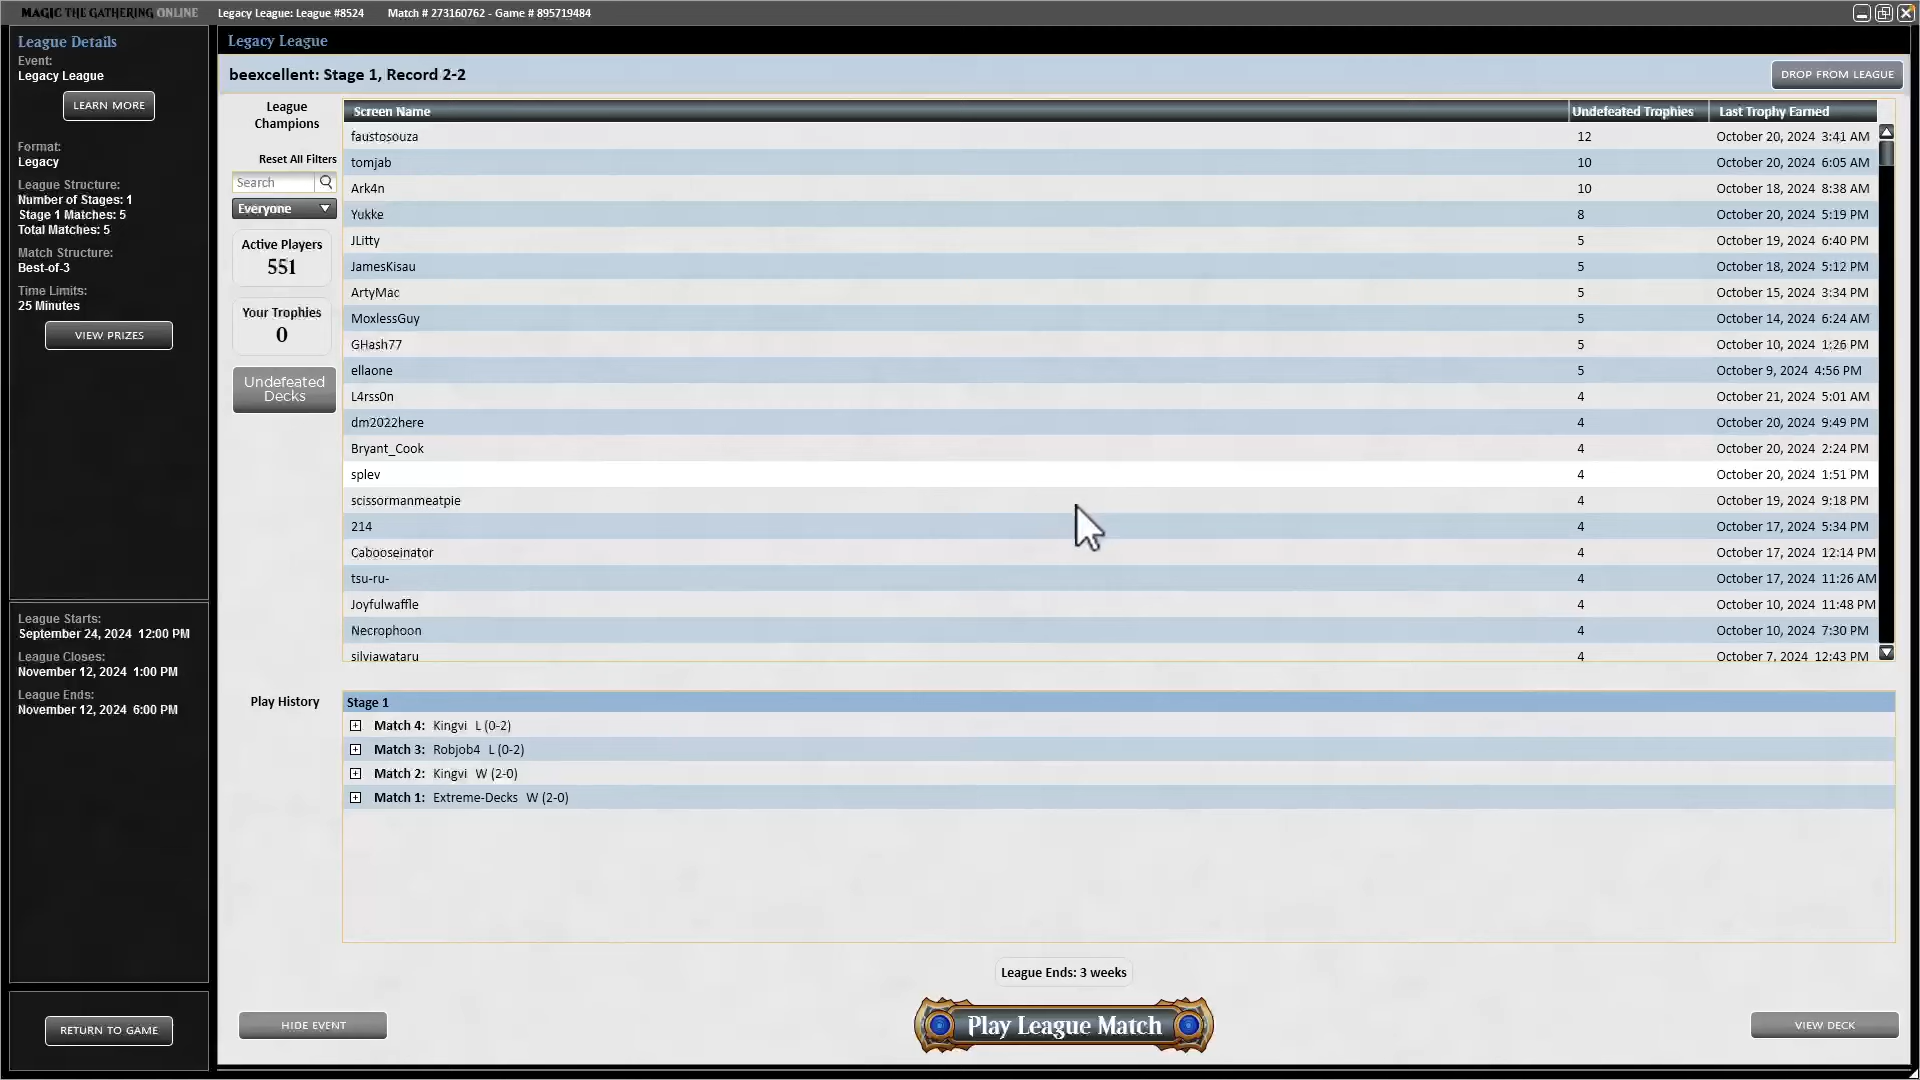 MAGIC THE GATHERING ONLINE Legacy League: League #8524 Match # 273160762 - Game # 895719484
League Details
Event:
Legacy League
LEARN MORE
Format:
Legacy
League Structure:
Number of Stages: 1
Stage 1 Matches: 5
Total Matches: 5
Match Structure:
Best-of-3
Time Limits:
25 Minutes
VIEW PRIZES
League Starts:
September 24, 2024 12:00 PM
League Closes:
November 12, 2024 1:00 PM
League Ends:
November 12, 2024 6:00 PM
RETURN TO GAME
Legacy League
beexcellent: Stage 1, Record 2-2
DROP FROM LEAGUE
League
Champions
Reset All Filters
Search
Everyone
Active Players
551
Your Trophies
0
Undefeated
Decks
Screen Name Undefeated Trophies Last Trophy Earned
faustosouza 12 October 20, 2024 3:41 AM
tomjab 10 October 20, 2024 6:05 AM
Ark4n 10 October 18, 2024 8:38 AM
Yukke 8 October 20, 2024 5:19 PM
JLitty 5 October 19, 2024 6:40 PM
JamesKisau 5 October 18, 2024 5:12 PM
ArtyMac 5 October 15, 2024 3:34 PM
MoxlessGuy 5 October 14, 2024 6:24 AM
GHash77 5 October 10, 2024 1:26 PM
ellaone 5 October 9, 2024 4:56 PM
L4rss0n 4 October 21, 2024 5:01 AM
dm2022here 4 October 20, 2024 9:49 PM
Bryant_Cook 4 October 20, 2024 2:24 PM
splev 4 October 20, 2024 1:51 PM
scissormanmeatpie 4 October 19, 2024 9:18 PM
214 4 October 17, 2024 5:34 PM
Cabooseinator 4 October 17, 2024 12:14 PM
tsu-ru- 4 October 17, 2024 11:26 AM
Joyfulwaffle 4 October 10, 2024 11:48 PM
Necrophoon 4 October 10, 2024 7:30 PM
silviawataru 4 October 7, 2024 12:43 PM
Play History
Stage 1
Match 4: Kingvi L (0-2)
Match 3: Robjob4 L (0-2)
Match 2: Kingvi W (2-0)
Match 1: Extreme-Decks W (2-0)
League Ends: 3 weeks
HIDE EVENT
Play League Match
VIEW DECK